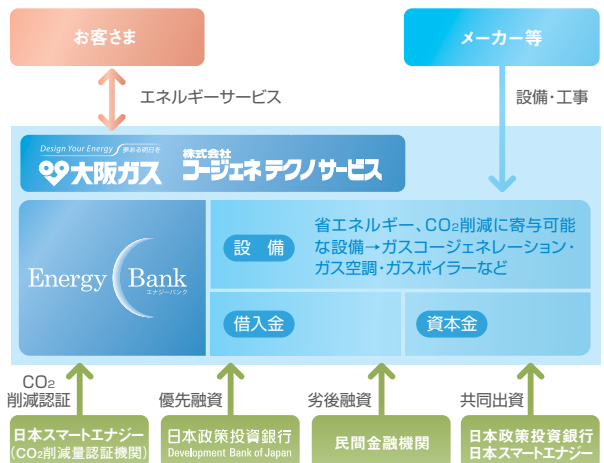 お客さま
メーカー等
エネルギーサービス
設備・工事
Design Your Energy 夢ある明日を
大阪ガス
株式会社
コージェネテクノサービス
Energy Bank
エナジーバンク
設 備
省エネルギー、CO2削減に寄与可能
な設備→ガスコージェネレーション・
ガス空調・ガスボイラーなど
借入金
資本金
CO2
削減認証
優先融資
劣後融資
共同出資
日本スマートエナジー
(CO2削減量認証機関)
日本政策投資銀行
Development Bank of Japan
民間金融機関
日本政策投資銀行
日本スマートエナジー